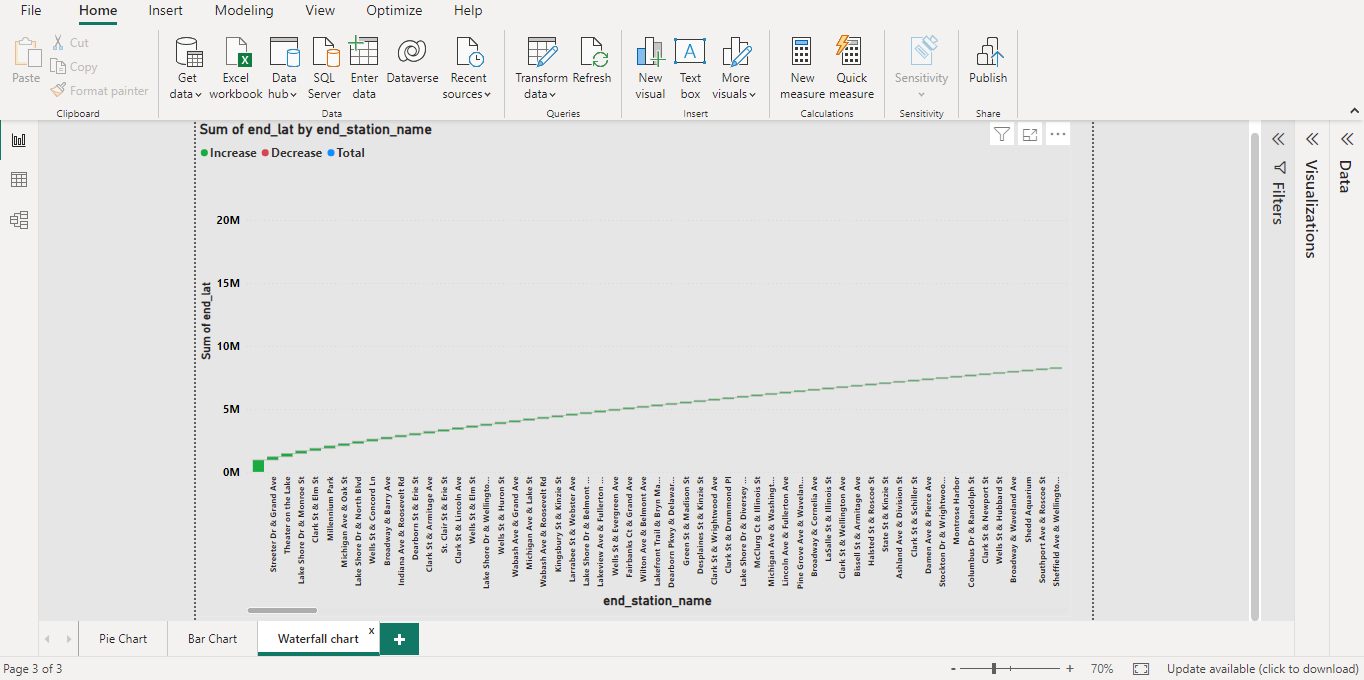 File Home Insert Modeling View Optimize Help
Paste
Cut
Copy
Format painter
Clipboard
Get data
Excel workbook
Data hub
SQL Server
Enter data
Dataverse
Recent sources
Data
Transform data
Refresh
Queries
New visual
Text box
More visuals
Insert
New measure
Quick measure
Calculations
Sensitivity
Sensitivity
Publish
Share
Sum of end_lat by end_station_name
Increase Decrease Total
20M
15M
10M
5M
0M
Sum of end_lat
Streeter Dr & Grand Ave
Theater on the Lake
Lake Shore Dr & Monroe St
Clark St & Elm St
Millennium Park
Michigan Ave & Oak St
Lake Shore Dr & North Blvd
Wells St & Concord Ln
Broadway & Barry Ave
Indiana Ave & Roosevelt Rd
Dearborn St & Erie St
Clark St & Armitage Ave
St. Clair St & Erie St
Clark St & Lincoln Ave
Wells St & Elm St
Lake Shore Dr & Wellingto...
Wells St & Huron St
Wabash Ave & Grand Ave
Michigan Ave & Lake St
Wabash Ave & Roosevelt Rd
Kingsbury St & Kinzie St
Larrabee St & Webster Ave
Lake Shore Dr & Belmont ...
Lakeview Ave & Fullerton ...
Wells St & Evergreen Ave
Fairbanks Ct & Grand Ave
Wilton Ave & Belmont Ave
Lakefront Trail & Bryn Ma...
Dearborn Pkwy & Delawar...
Green St & Madison St
Desplaines St & Kinzie St
Clark St & Wrightwood Ave
Clark St & Drummond Pl
Lake Shore Dr & Diversey ...
McClurg Ct & Illinois St
Michigan Ave & Washingt...
Lincoln Ave & Fullerton Ave
Pine Grove Ave & Wavelan...
Broadway & Cornelia Ave
LaSalle St & Illinois St
Clark St & Wellington Ave
Bissell St & Armitage Ave
Halsted St & Roscoe St
State St & Kinzie St
Ashland Ave & Division St
Clark St & Schiller St
Damen Ave & Pierce Ave
Stockton Dr & Wrightwoo...
Montrose Harbor
Columbus Dr & Randolph St
Clark St & Newport St
Wells St & Hubbard St
Broadway & Waveland Ave
Shedd Aquarium
Southport Ave & Roscoe St
Sheffield Ave & Wellingto...
end_station_name
Filters
Visualizations
Data
Pie Chart
Bar Chart
Waterfall chart x
+
Page 3 of 3
- + 70%
Update available (click to download)